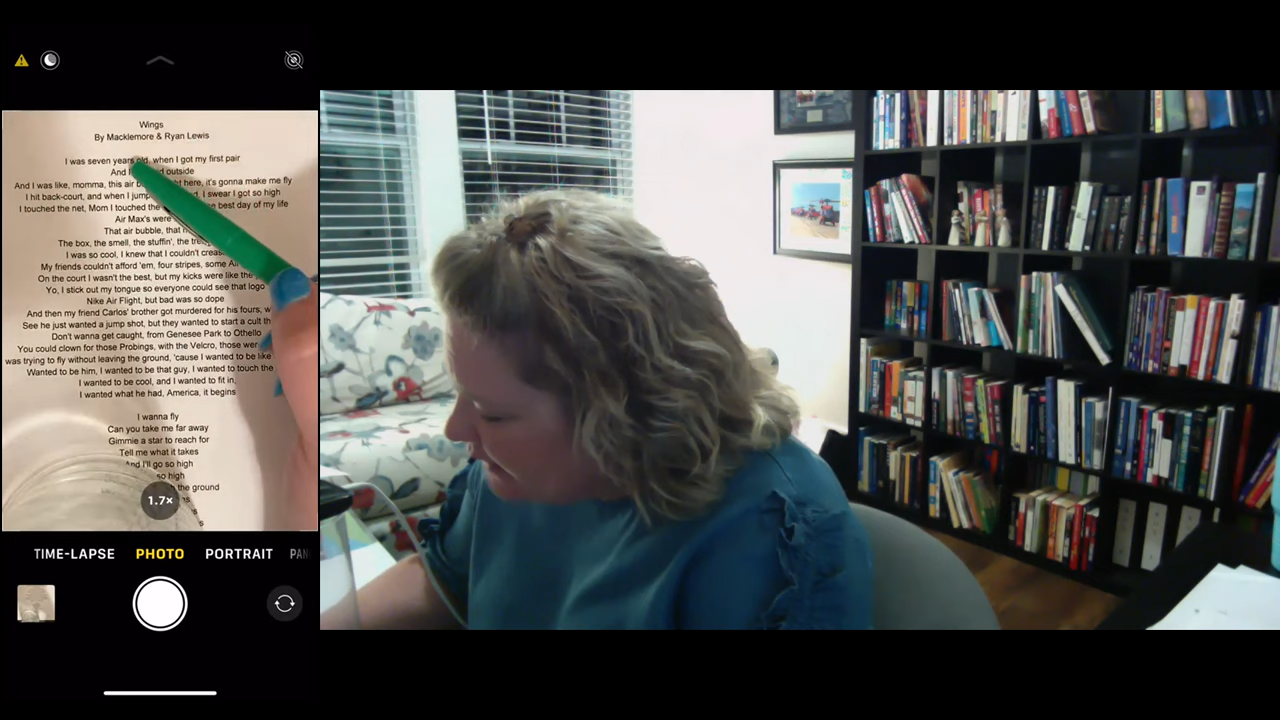 Wings
By Macklemore & Ryan Lewis
I was seven years old, when I got my first pair
And I outside
And I was like, momma, this air here, it's gonna make me fly
I hit back-court, and when I jump I swear I got so high
I touched the net, Mom I touched the best day of my life
Air Max's were
That air bubble, that
The box, the smell, the stuffin', the
I was so cool, I knew that I couldn't
My friends couldn't afford 'em, four stripes, some
On the court I wasn't the best, but my kicks were like the
Yo, I stick out my tongue so everyone could see that logo
Nike Air Flight, but bad was so dope
And then my friend Carlos' brother got murdered for his fours, w
See he just wanted a jump shot, but they wanted to start a cult th
Don't wanna get caught, from Genesee Park to Othello
You could clown for those Probings, with the Velcro, those wer
was trying to fly without leaving the ground, 'cause I wanted to be like
Wanted to be him, I wanted to be that guy, I wanted to touch the
I wanted to be cool, and I wanted to fit in,
I wanted what he had, America, it begins
I wanna fly
Can you take me far away
Gimmie a star to reach for
Tell me what it takes
And I'll go so high
so high
the ground
1.7×
TIME-LAPSE PHOTO PORTRAIT PAN